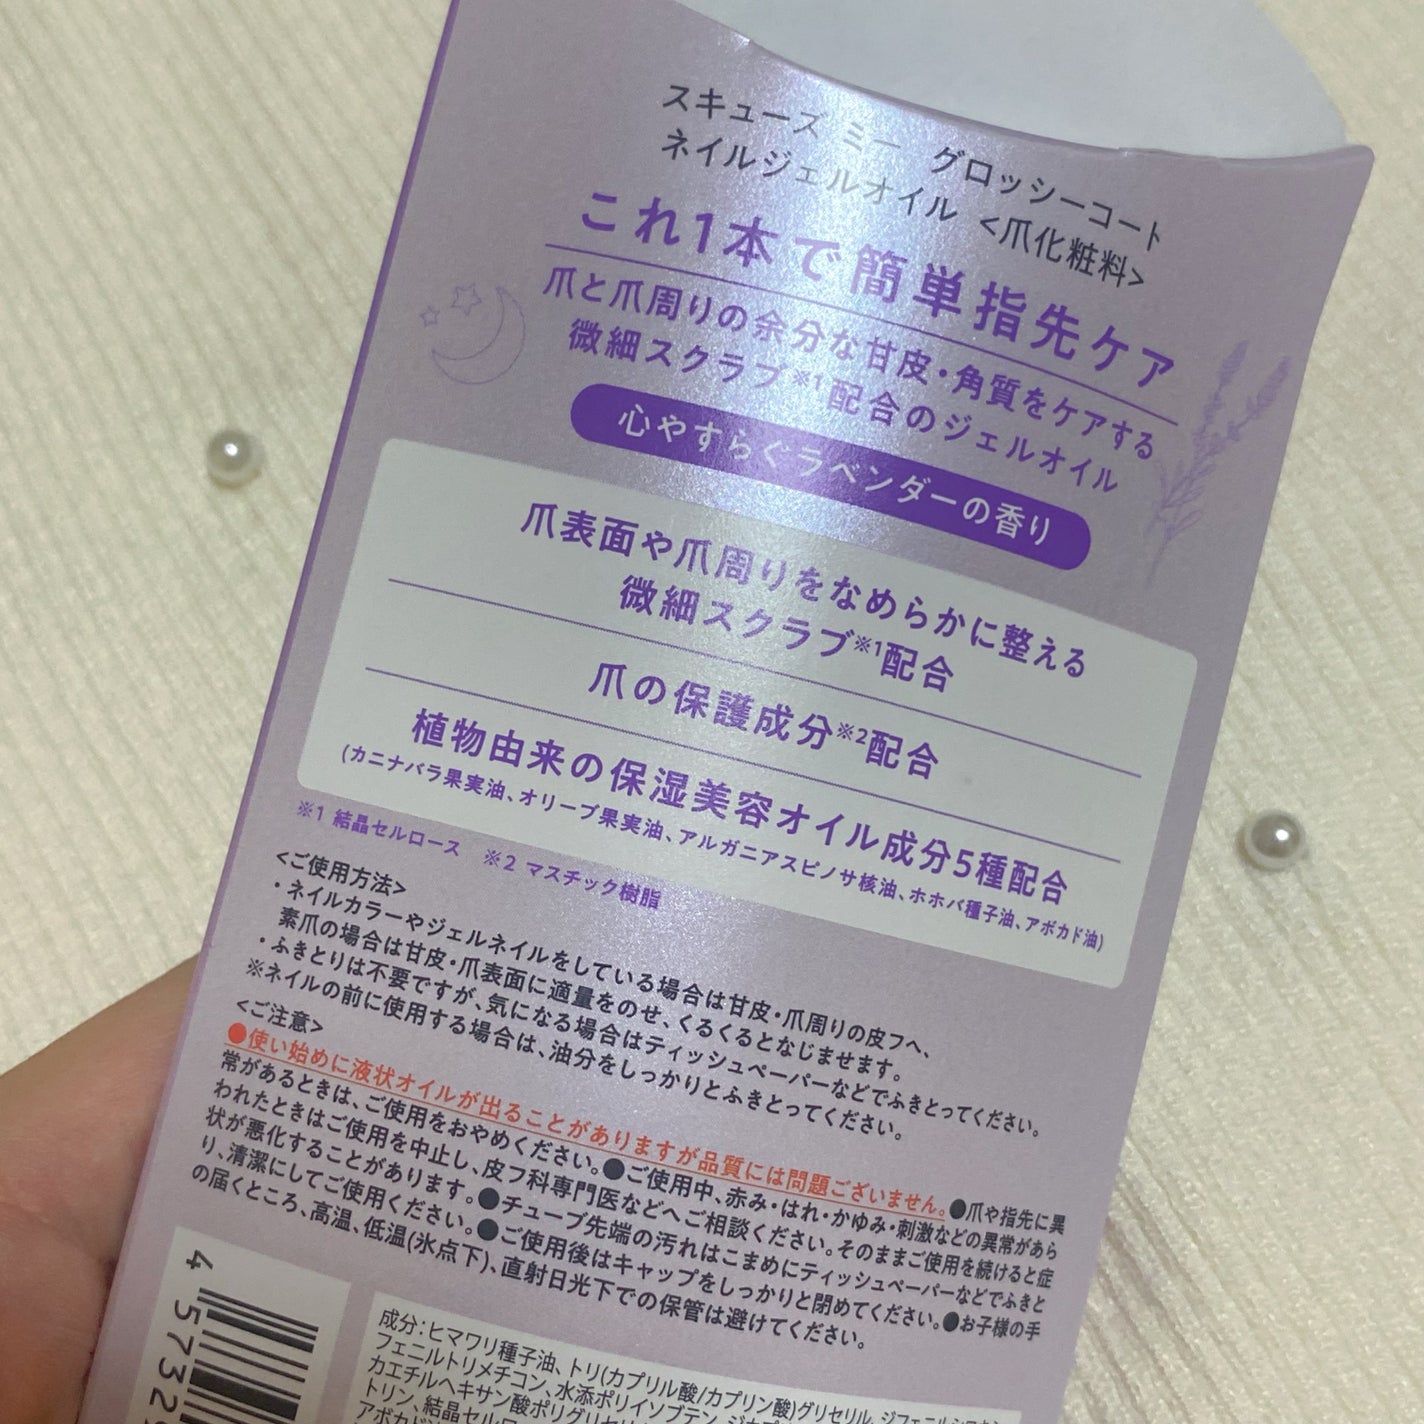 スキューズ ミー グロッシーコート
ネイルジェルオイル <爪化粧料>
これ1本で簡単指先ケア
爪と爪周りの余分な甘皮・角質をケアする
微細スクラブ※1配合のジェルオイル
心やすらぐラベンダーの香り
爪表面や爪周りをなめらかに整える
微細スクラブ※1配合
爪の保護成分※2配合
植物由来の保湿美容オイル成分5種配合
(カニナバラ果実油、オリーブ果実油、アルガニアスピノサ核油、ホホバ種子油、アボカド油)
※1 結晶セルロース ※2 マスチック樹脂
<ご使用方法>
・ネイルカラーやジェルネイルをしている場合は甘皮・爪周りの皮フへ、
素爪の場合は甘皮・爪表面に適量をのせ、くるくるとなじませます。
・ふきとりは不要ですが、気になる場合はティッシュペーパーなどでふきとってください。
※ネイルの前に使用する場合は、油分をしっかりとふきとってください。
<ご注意>
●使い始めに液状オイルが出ることがありますが品質には問題ございません。●爪や指先に異
常があるときは、ご使用をおやめください。●ご使用中、赤み・はれ・かゆみ・刺激などの異常があら
われたときはご使用を中止し、皮フ科専門医などへご相談ください。そのままご使用を続けると症
状が悪化することがあります。●チューブ先端の汚れはこまめにティッシュペーパーなどでふきと
り、清潔にしてご使用ください。●ご使用後はキャップをしっかりと閉めてください。●お子様の手
の届くところ、高温、低温(氷点下)、直射日光下での保管は避けてください。
4 57329
成分:ヒマワリ種子油、トリ(カプリル酸/カプリン酸)グリセリル、
フェニルトリメチコン、水添ポリイソブテン、
カエチルヘキサン酸ポリグリセリル
トリン、結晶セルロ
アボカド